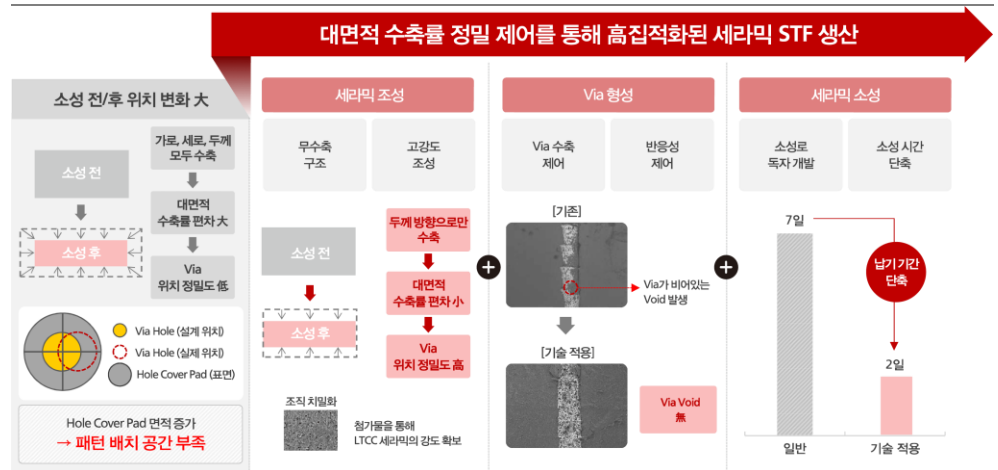 대면적 수축률 정밀 제어를 통해 高집적화된 세라믹 STF 생산
소성 전/후 위치 변화 大
소성 전
소성 후
가로, 세로, 두께
모두 수축
대면적
수축률 편차 大
Via
위치 정밀도 低
Via Hole (설계 위치)
Via Hole (실제 위치)
Hole Cover Pad (표면)
Hole Cover Pad 면적 증가
→ 패턴 배치 공간 부족
세라믹 조성
무수축
구조
고강도
조성
소성 전
소성 후
두께 방향으로만
수축
대면적
수축률 편차 小
Via
위치 정밀도 高
조직 치밀화
첨가물을 통해
LTCC 세라믹의 강도 확보
+
Via 형성
Via 수축
제어
반응성
제어
[기존]
Via가 비어있는
Void 발생
[기술 적용]
Via Void
無
+
세라믹 소성
소성로
독자 개발
소성 시간
단축
7일
납기 기간
단축
2일
일반
기술 적용